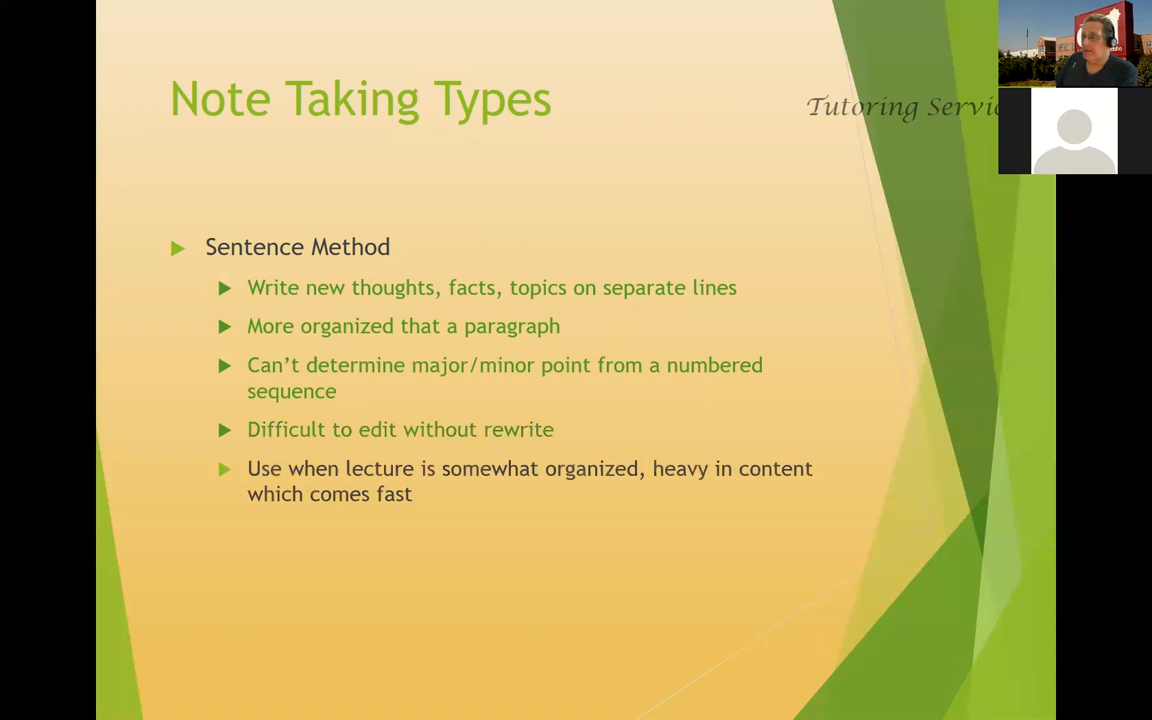 Note Taking Types
Tutoring
Sentence Method
Write new thoughts, facts, topics on separate lines
More organized that a paragraph
Can’t determine major/minor point from a numbered
sequence
Difficult to edit without rewrite
Use when lecture is somewhat organized, heavy in content
which comes fast